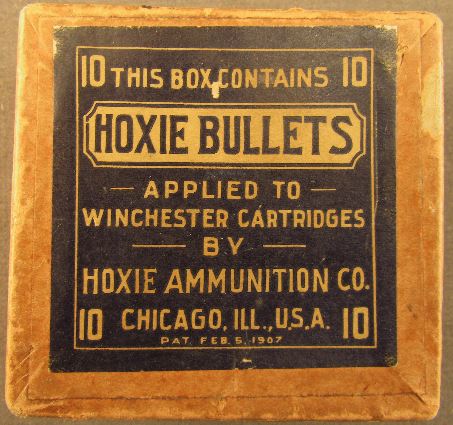 10 THIS BOX CONTAINS 10
HOXIE BULLETS
— APPLIED TO —
WINCHESTER CARTRIDGES
— BY —
HOXIE AMMUNITION CO.
10 CHICAGO, ILL., U.S.A. 10
PAT. FEB. 5, 1907